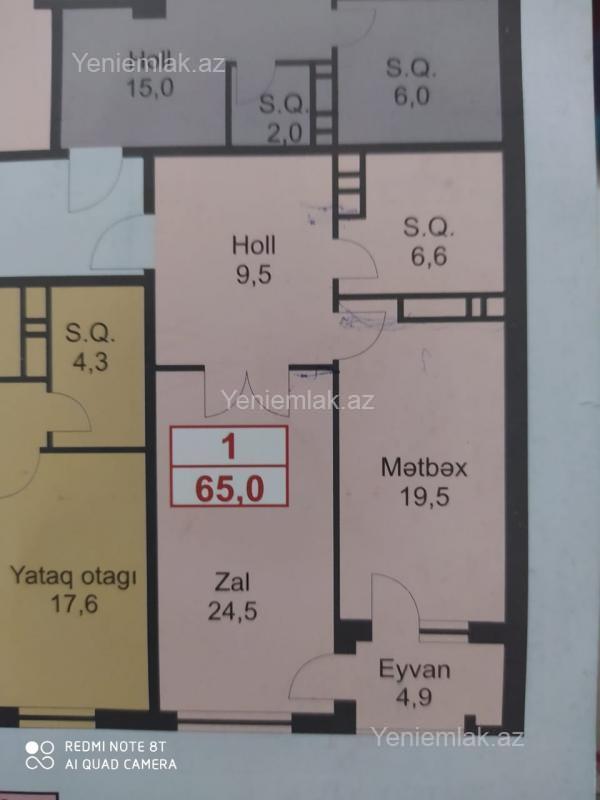 Yeniemlak.az
Holl
15,0
S.Q.
2,0
S.Q.
6,0
Holl
9,5
S.Q.
6,6
S.Q.
4,3
Yeniemlak.az
1
65,0
Mətbəx
19,5
Yataq otagı
17,6
Zal
24,5
Eyvan
4,9
Yeniemlak.az
REDMI NOTE 8T
AI QUAD CAMERA